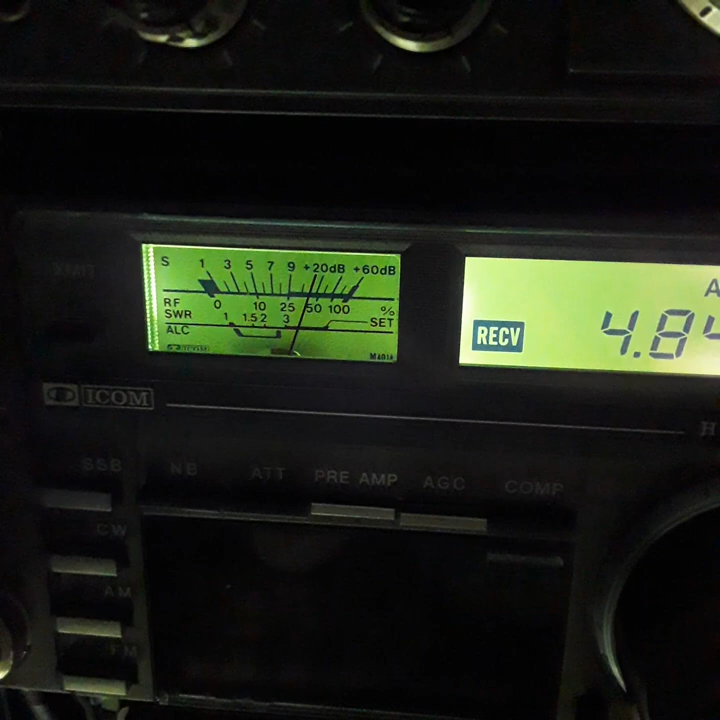 S 1 3 5 7 9 +20dB +60dB
RF 0 10 25 50 100 %
SWR 1 1.5 2 3 SET
ALC
RECV
4.84
ICOM
SSB NB ATT PRE AMP AGC COMP
CW
AM
FM